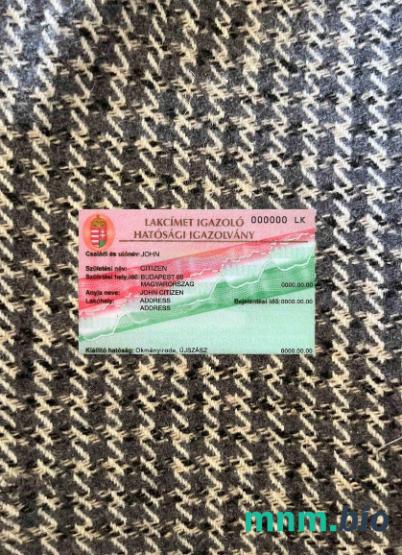 LAKCÍMET IGAZOLÓ 000000 LK
HATÓSÁGI IGAZOLVÁNY
Családi és utónév: JOHN
Születési név: CITIZEN
Születési hely, idő: BUDAPEST 60
MAGYARORSZÁG 0000.00.00
Anyja neve: JOHN CITIZEN
Lakóhely: ADDRESS Bejelentési idő: 0000.00.00
ADDRESS
Kiállító hatóság: Okmányiroda, ÚJSZÁSZ 0000.00.00
mnm.bio